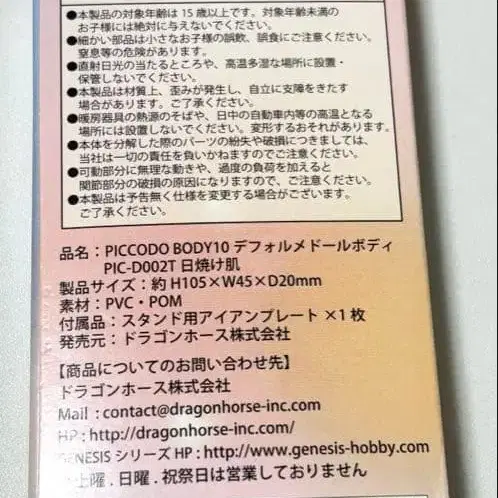 ●本製品の対象年齢は15歳以上です。対象年齢未満の
お子様には絶対に与えないでください。
●細かい部品は小さなお子様の誤飲、誤食にご注意ください。
窒息等の危険があります。
●直射日光の当たるところや、高温多湿な場所に設置・
保管しないでください。
●本製品は材質上、歪みが発生し、自立に支障をきたす
場合があります。ご了承ください。
●暖房器具の熱源のそばや、日中の自動車内等の高温となる
場所には設置しないでください。変形するおそれがあります。
●本体を分解した際のパーツの紛失や破損につきましては、
当社は一切の責任を負いかねますのでご注意ください。
●可動部分に無理な動きや、過度の負荷を加えると
関節部分の破損の原因になりますので、ご注意ください。
●本製品は予告無く仕様を変更する場合がございます。
ご了承ください。
品名：PICCODO BODY10 デフォルメドールボディ
PIC-D002T 日焼け肌
製品サイズ：約 H105×W45×D20mm
素材：PVC・POM
付属品：スタンド用アイアンプレート ×1枚
発売元：ドラゴンホース株式会社
【商品についてのお問い合わせ先】
ドラゴンホース株式会社
Mail : contact@dragonhorse-inc.com
HP : http://dragonhorse-inc.com/
GENESIS シリーズ HP : http://www.genesis-hobby.com
土曜．日曜．祝祭日は営業しておりません